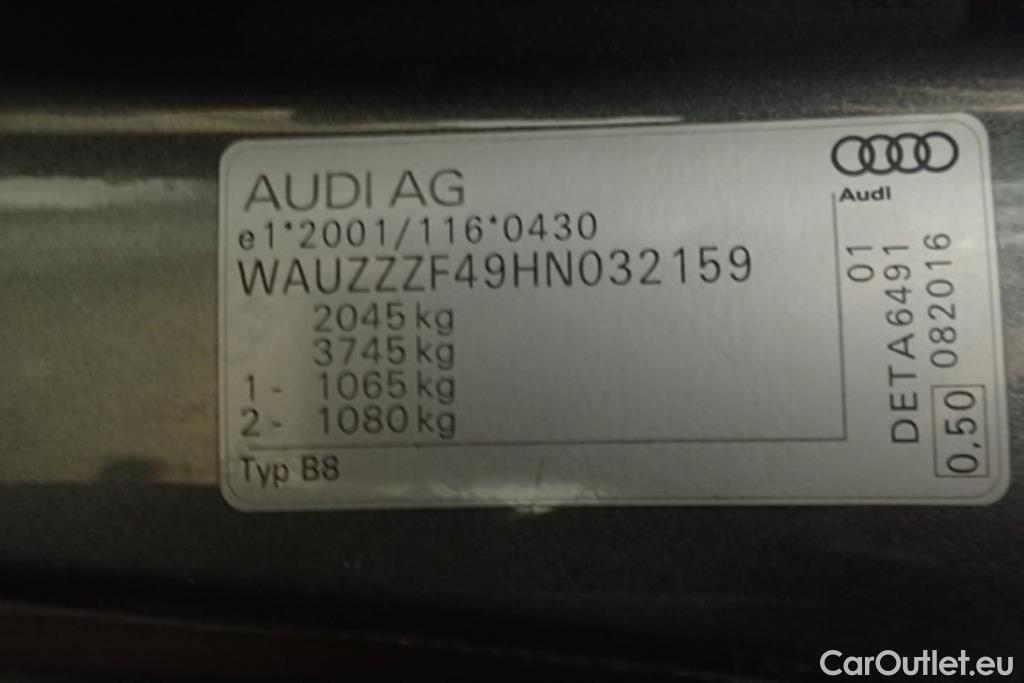 AUDI AG
e1*2001/116*0430
WAUZZZF49HN032159
2045 kg
3745 kg
1 - 1065 kg
2 - 1080 kg
Typ B8
Audi
01
DETA6491
0,50 082016
CarOutlet.eu